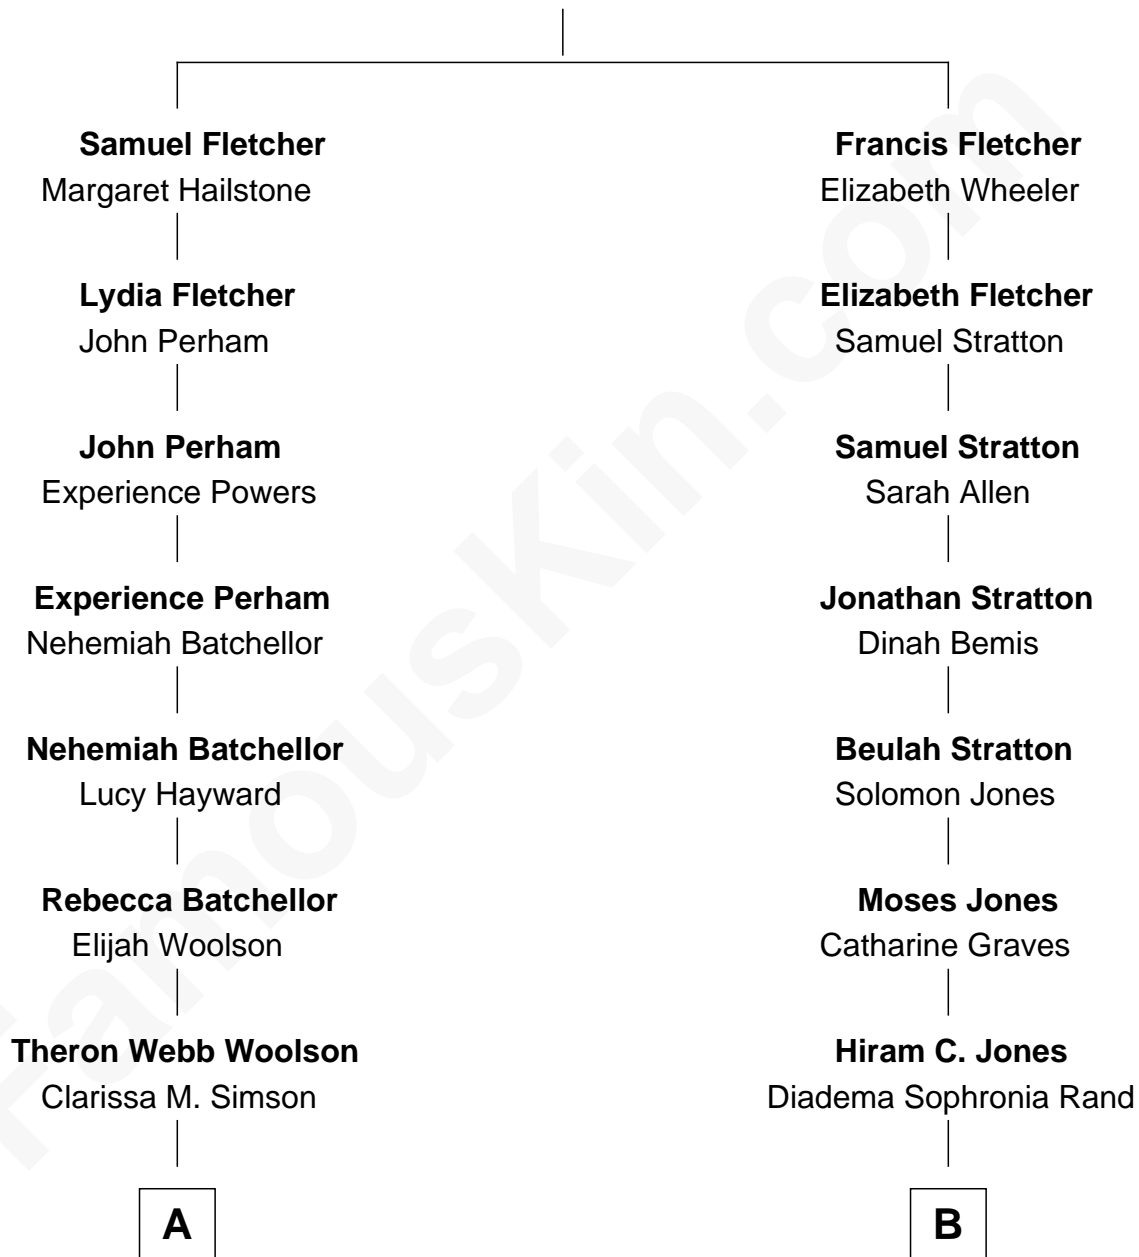 Samuel Fletcher
Margaret Hailstone
Lydia Fletcher
John Perham
John Perham
Experience Powers
Experience Perham
Nehemiah Batchellor
Nehemiah Batchellor
Lucy Hayward
Rebecca Batchellor
Elijah Woolson
Theron Webb Woolson
Clarissa M. Simson
A
Francis Fletcher
Elizabeth Wheeler
Elizabeth Fletcher
Samuel Stratton
Samuel Stratton
Sarah Allen
Jonathan Stratton
Dinah Bemis
Beulah Stratton
Solomon Jones
Moses Jones
Catharine Graves
Hiram C. Jones
Diadema Sophronia Rand
B
FamousKin.com